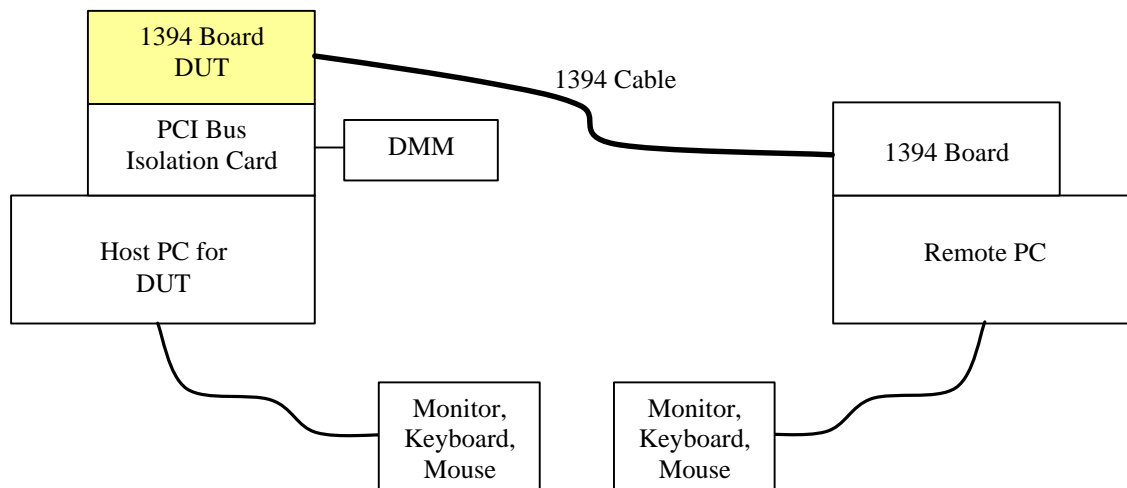 1394 Board
DUT
1394 Cable
PCI Bus
Isolation Card
DMM
1394 Board
Host PC for
DUT
Remote PC
Monitor,
Keyboard,
Mouse
Monitor,
Keyboard,
Mouse